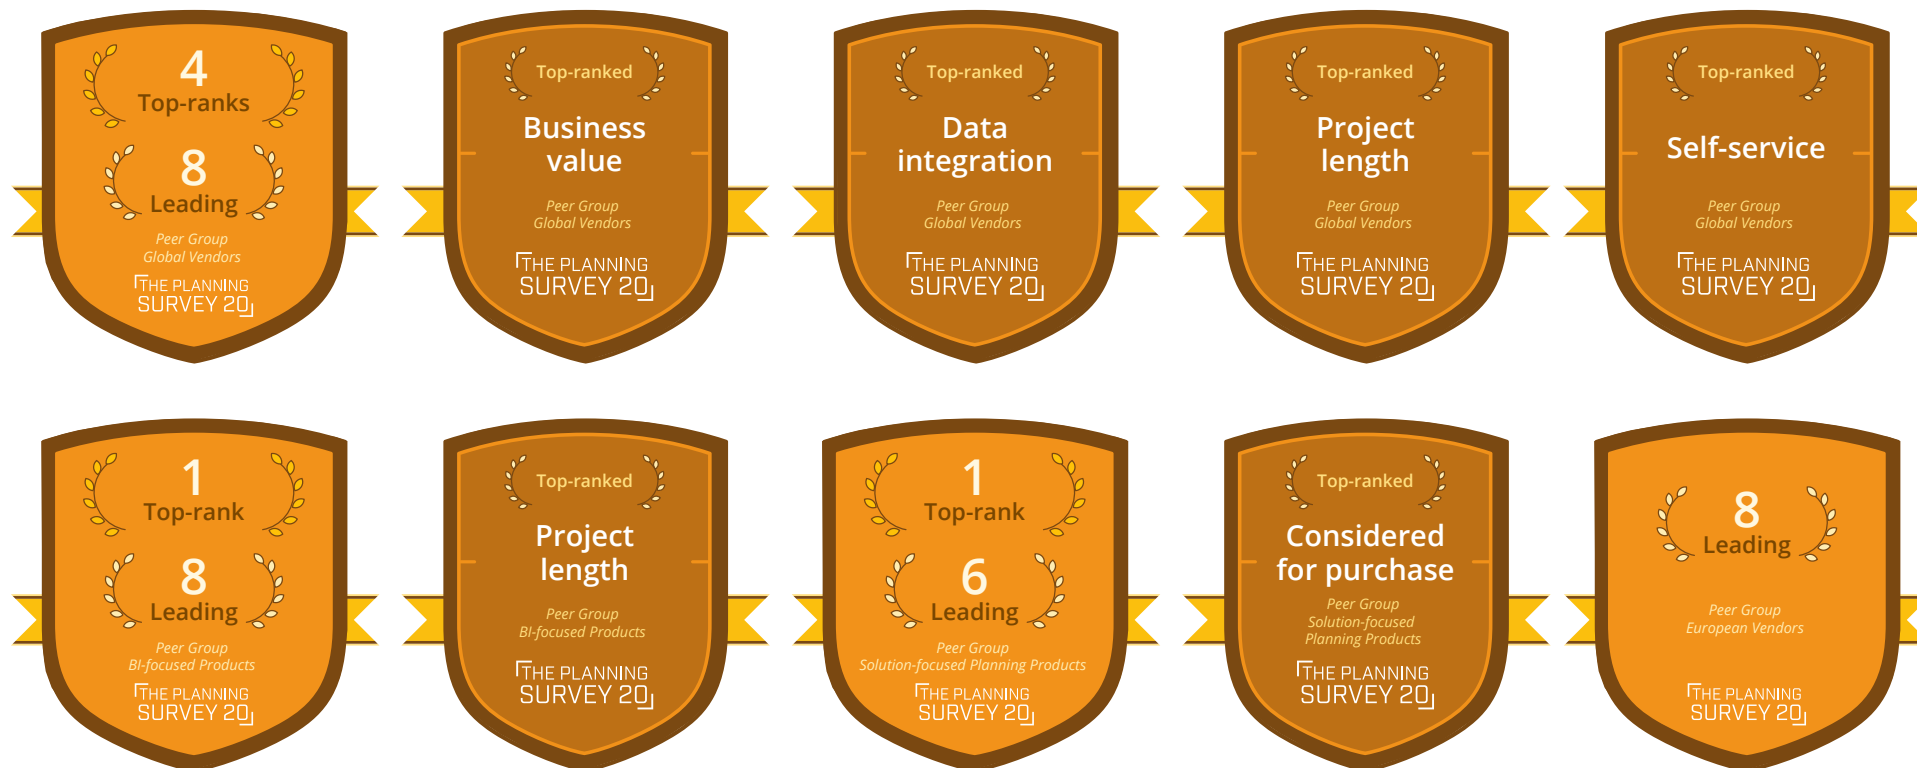 4
Top-ranks
8
Leading
Peer Group
Global Vendors
THE PLANNING
SURVEY 20
Top-ranked
Business
value
Peer Group
Global Vendors
THE PLANNING
SURVEY 20
Top-ranked
Data
integration
Peer Group
Global Vendors
THE PLANNING
SURVEY 20
Top-ranked
Project
length
Peer Group
Global Vendors
THE PLANNING
SURVEY 20
Top-ranked
Self-service
Peer Group
Global Vendors
THE PLANNING
SURVEY 20
1
Top-rank
8
Leading
Peer Group
BI-focused Products
THE PLANNING
SURVEY 20
Top-ranked
Project
length
Peer Group
BI-focused Products
THE PLANNING
SURVEY 20
1
Top-rank
6
Leading
Peer Group
Solution-focused Planning Products
THE PLANNING
SURVEY 20
Top-ranked
Considered
for purchase
Peer Group
Solution-focused
Planning Products
THE PLANNING
SURVEY 20
8
Leading
Peer Group
European Vendors
THE PLANNING
SURVEY 20